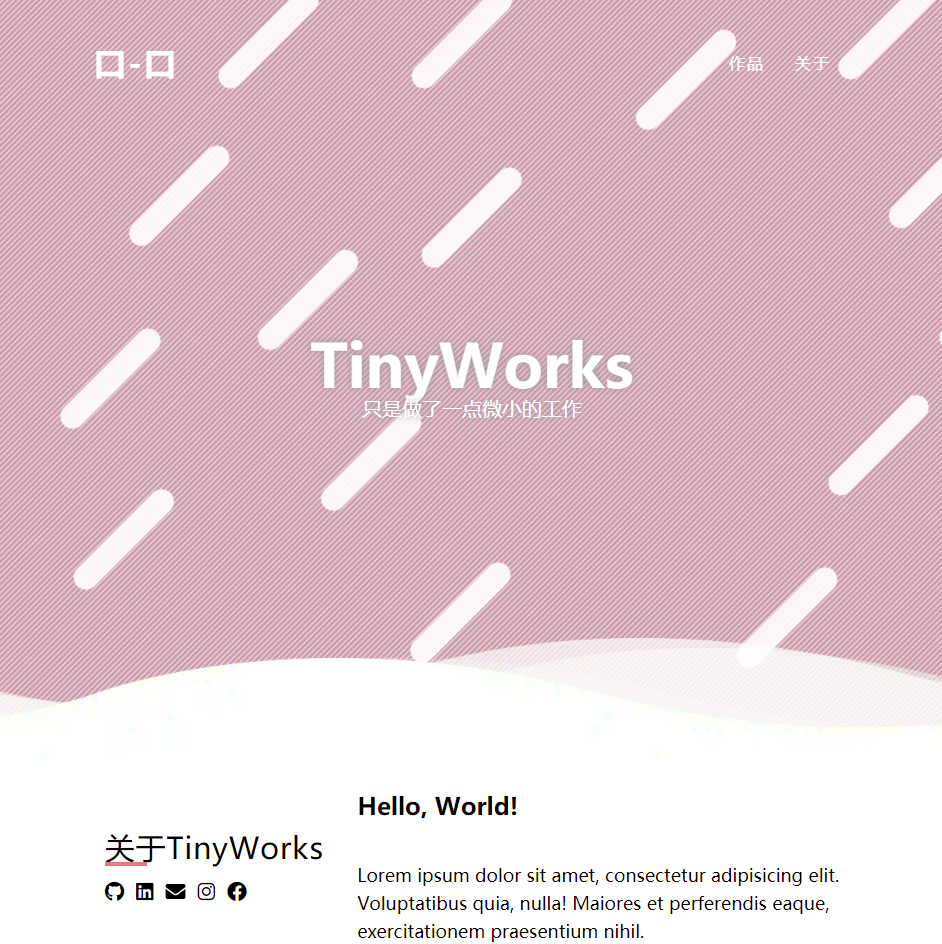 口-口
作品 关于
TinyWorks
只是做了一点微小的工作
Hello, World!
关于TinyWorks
Lorem ipsum dolor sit amet, consectetur adipisicing elit.
Voluptatibus quia, nulla! Maiores et perferendis eaque,
exercitationem praesentium nihil.